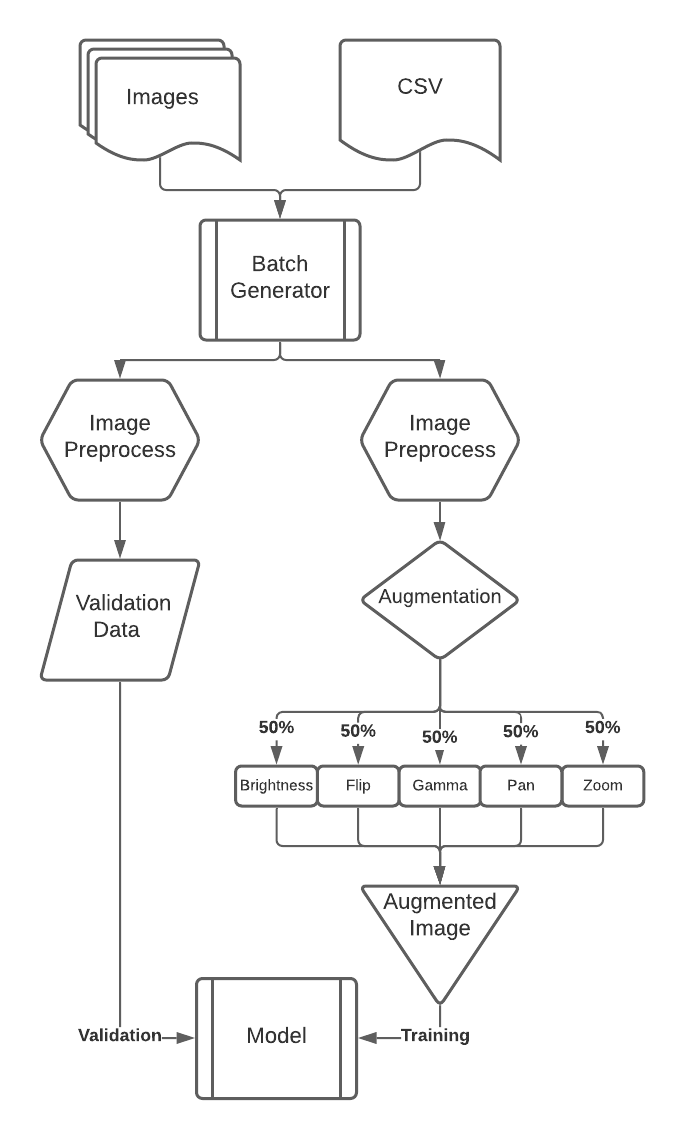 Images
CSV
Batch
Generator
Image
Preprocess
Image
Preprocess
Validation
Data
Augmentation
50%
50%
50%
50%
50%
Brightness
Flip
Gamma
Pan
Zoom
Augmented
Image
Validation
Model
Training